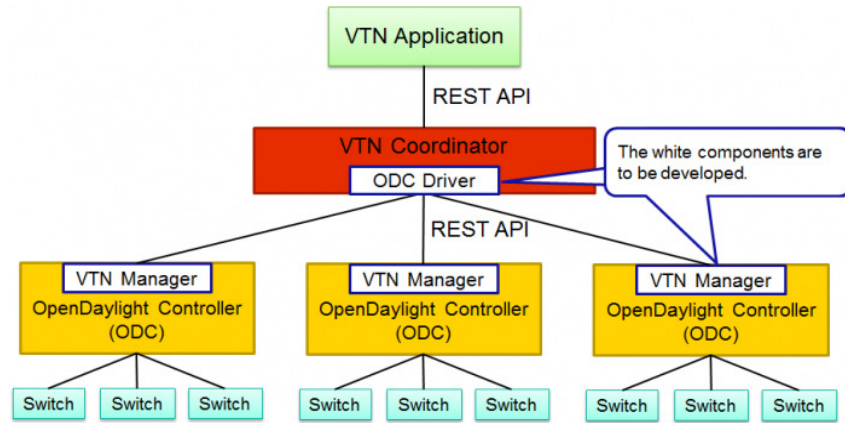 VTN Application
REST API
VTN Coordinator
The white components are
to be developed.
ODC Driver
REST API
VTN Manager
OpenDaylight Controller
(ODC)
VTN Manager
OpenDaylight Controller
(ODC)
VTN Manager
OpenDaylight Controller
(ODC)
Switch
Switch
Switch
Switch
Switch
Switch
Switch
Switch
Switch